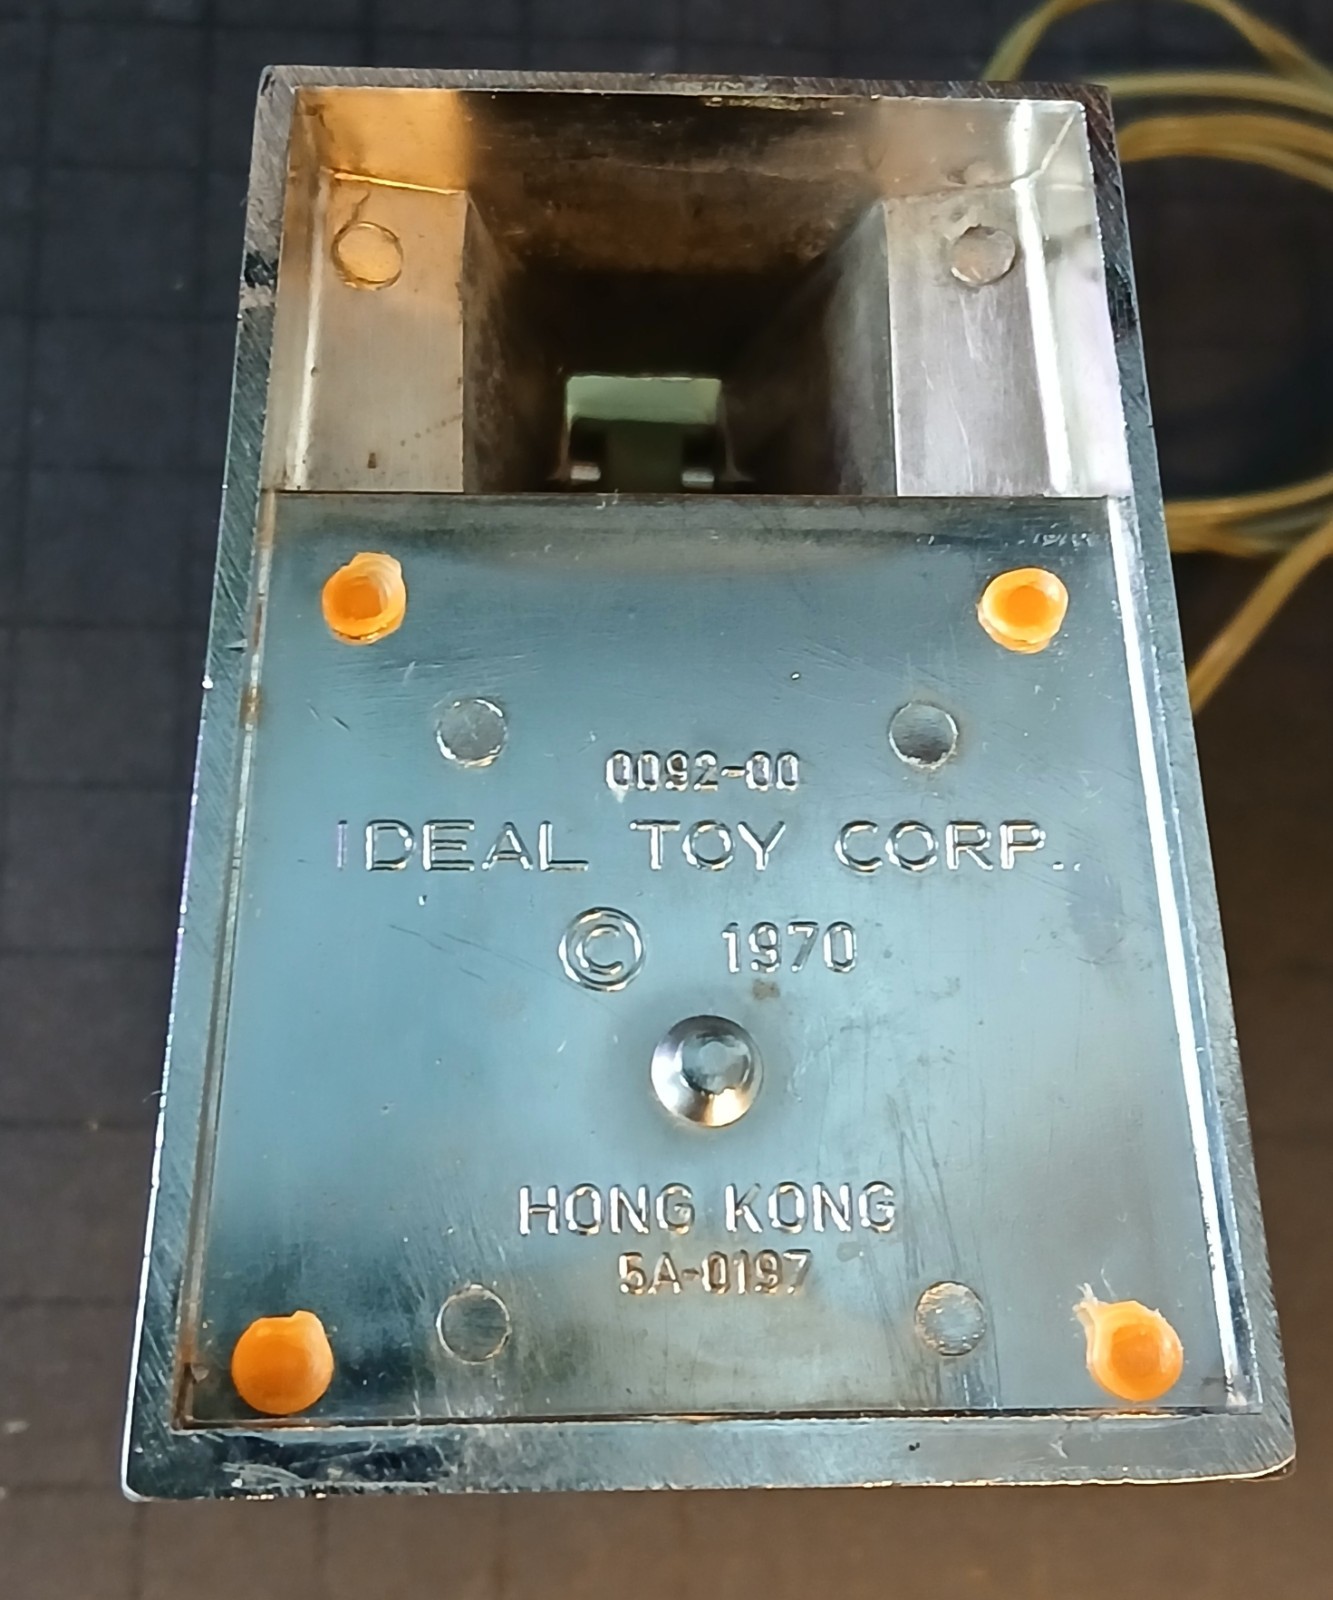 0092-00
IDEAL TOY CORP.
© 1970
HONG KONG
5A-0197